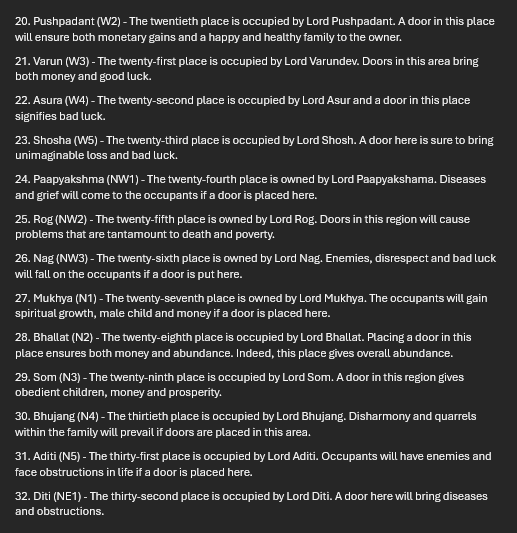 20. Pushpadant (W2) - The twentieth place is occupied by Lord Pushpadant. A door in this place
will ensure both monetary gains and a happy and healthy family to the owner.
21. Varun (W3) - The twenty-first place is occupied by Lord Varundev. Doors in this area bring
both money and good luck.
22. Asura (W4) - The twenty-second place is occupied by Lord Asur and a door in this place
signifies bad luck.
23. Shosha (W5) - The twenty-third place is occupied by Lord Shosh. A door here is sure to bring
unimaginable loss and bad luck.
24. Paapyakshma (NW1) - The twenty-fourth place is owned by Lord Paapyakshama. Diseases
and grief will come to the occupants if a door is placed here.
25. Rog (NW2) - The twenty-fifth place is owned by Lord Rog. Doors in this region will cause
problems that are tantamount to death and poverty.
26. Nag (NW3) - The twenty-sixth place is owned by Lord Nag. Enemies, disrespect and bad luck
will fall on the occupants if a door is put here.
27. Mukhya (N1) - The twenty-seventh place is owned by Lord Mukhya. The occupants will gain
spiritual growth, male child and money if a door is placed here.
28. Bhallat (N2) - The twenty-eighth place is occupied by Lord Bhallat. Placing a door in this
place ensures both money and abundance. Indeed, this place gives overall abundance.
29. Som (N3) - The twenty-ninth place is occupied by Lord Som. A door in this region gives
obedient children, money and prosperity.
30. Bhujang (N4) - The thirtieth place is occupied by Lord Bhujang. Disharmony and quarrels
within the family will prevail if doors are placed in this area.
31. Aditi (N5) - The thirty-first place is occupied by Lord Aditi. Occupants will have enemies and
face obstructions in life if a door is placed here.
32. Diti (NE1) - The thirty-second place is occupied by Lord Diti. A door here will bring diseases
and obstructions.